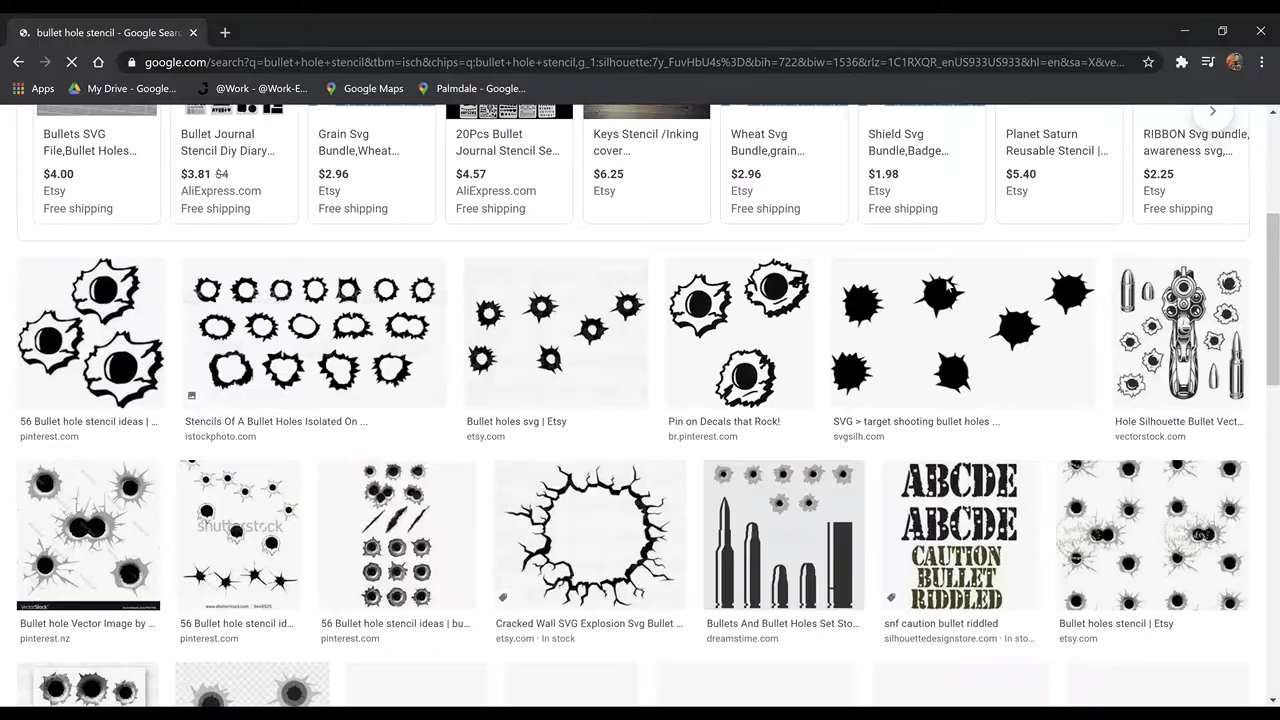 bullet hole stencil - Google Searc
google.com/search?q=bullet+hole+stencil&tbm=isch&chips=q:bullet+hole+stencil,g_1:silhouette:7y_FuvHbU4s%3D&bih=722&biw=1536&rlz=1C1RXQR_enUS933US933&hl=en&sa=X&ve...
Apps My Drive - Google... @Work - @Work-E... Google Maps Palmdale - Google...
Bullets SVG
File,Bullet Holes...
$4.00
Etsy
Free shipping
Bullet Journal
Stencil Diy Diary...
$3.81 $4
AliExpress.com
Free shipping
Grain Svg
Bundle,Wheat...
$2.96
Etsy
Free shipping
20Pcs Bullet
Journal Stencil Se...
$4.57
AliExpress.com
Free shipping
Keys Stencil /Inking
cover...
$6.25
Etsy
Wheat Svg
Bundle,grain...
$2.96
Etsy
Free shipping
Shield Svg
Bundle,Badge...
$1.98
Etsy
Free shipping
Planet Saturn
Reusable Stencil |...
$5.40
Etsy
RIBBON Svg bundle,
awareness svg,...
$2.25
Etsy
Free shipping
56 Bullet hole stencil ideas | ...
pinterest.com
Stencils Of A Bullet Holes Isolated On ...
istockphoto.com
Bullet holes svg | Etsy
etsy.com
Pin on Decals that Rock!
br.pinterest.com
SVG > target shooting bullet holes ...
svgsilh.com
Hole Silhouette Bullet Vect...
vectorstock.com
shutterstock
ABCDE
ABCDE
CAUTION
BULLET
RIDDLED
VectorStock
Bullet hole Vector Image by ...
pinterest.nz
56 Bullet hole stencil id...
pinterest.com
56 Bullet hole stencil ideas | bu...
pinterest.com
Cracked Wall SVG Explosion Svg Bullet ...
etsy.com · In stock
Bullets And Bullet Holes Set Sto...
dreamstime.com
snf caution bullet riddled
silhouettedesignstore.com · In sto...
Bullet holes stencil | Etsy
etsy.com